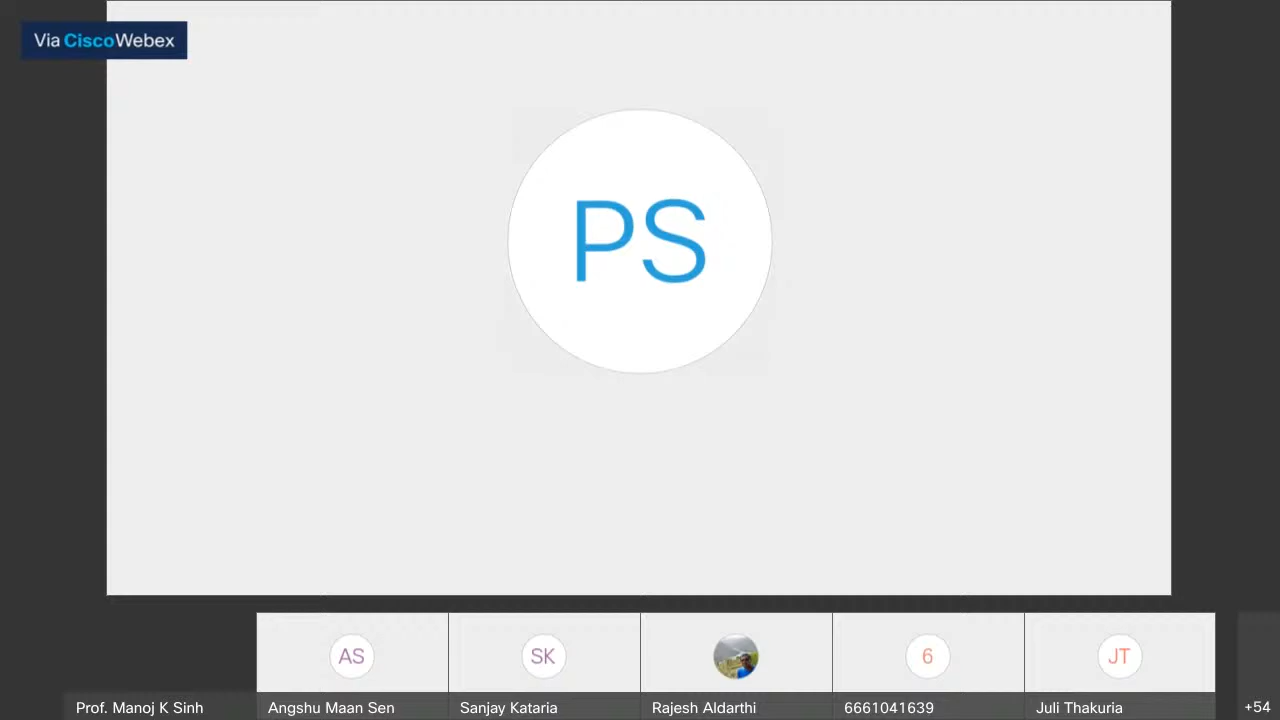 Via CiscoWebex
PS
AS
SK
6
JT
Prof. Manoj K Sinh
Angshu Maan Sen
Sanjay Kataria
Rajesh Aldarthi
6661041639
Juli Thakuria
+54